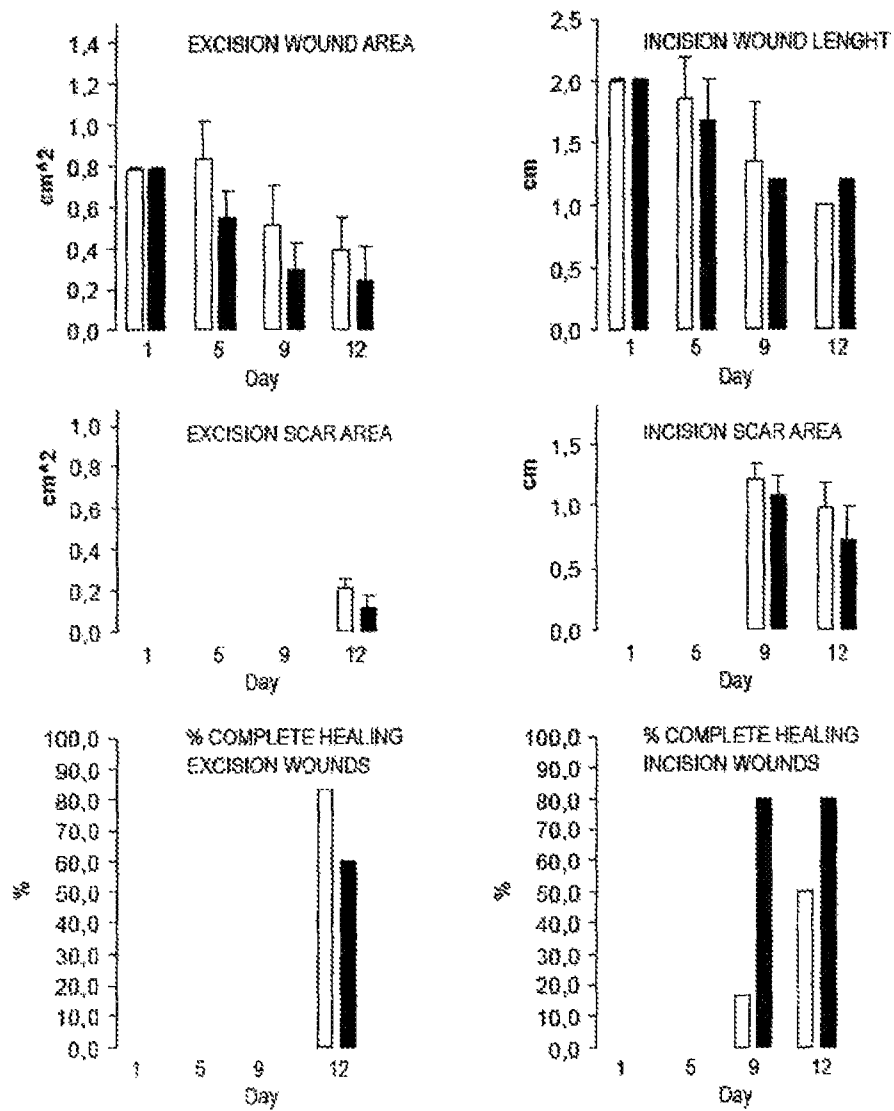 EXCISION WOUND AREA
1,4
1,2
1,0
0,8
0,6
0,4
0,2
0,0
cm^2
1 5 9 12
Day
INCISION WOUND LENGHT
2,5
2,0
1,5
1,0
0,5
0,0
cm
1 5 9 12
Day
EXCISION SCAR AREA
1,0
0,8
0,6
0,4
0,2
0,0
cm^2
1 5 9 12
Day
INCISION SCAR AREA
1,5
1,0
0,5
0,0
cm
1 5 9 12
Day
% COMPLETE HEALING
EXCISION WOUNDS
100,0
90,0
80,0
70,0
60,0
50,0
40,0
30,0
20,0
10,0
0,0
%
1 5 9 12
Day
% COMPLETE HEALING
INCISION WOUNDS
100,0
90,0
80,0
70,0
60,0
50,0
40,0
30,0
20,0
10,0
0,0
%
1 5 9 12
Day